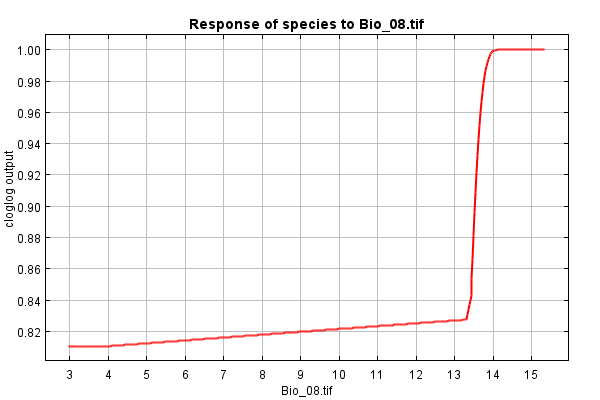 Response of species to Bio_08.tif
cloglog output
1.00
0.98
0.96
0.94
0.92
0.90
0.88
0.86
0.84
0.82
3 4 5 6 7 8 9 10 11 12 13 14 15
Bio_08.tif